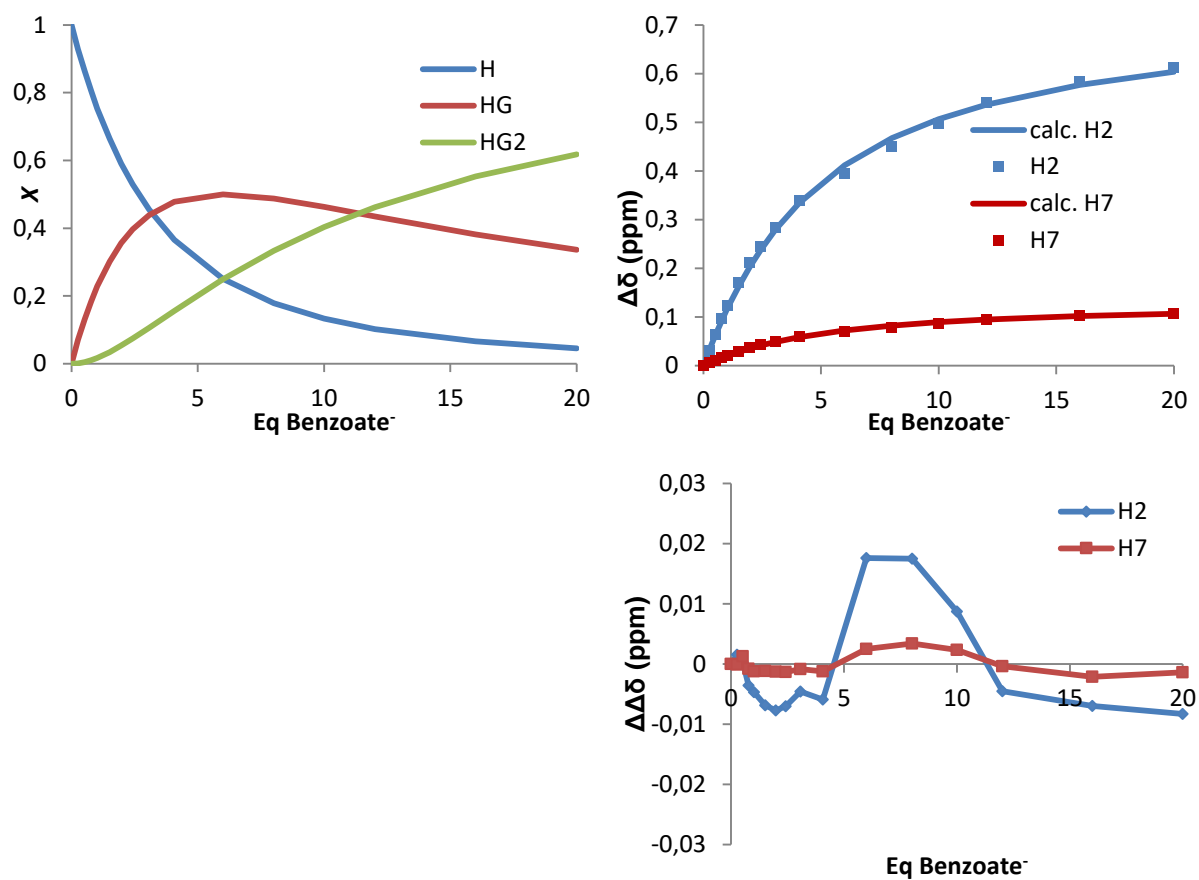 1
0,8
0,6
0,4
0,2
0
x
H
HG
HG2
0 5 10 15 20
Eq Benzoate⁻
0,7
0,6
0,5
0,4
0,3
0,2
0,1
0
Δδ (ppm)
calc. H2
H2
calc. H7
H7
0 5 10 15 20
Eq Benzoate⁻
0,03
0,02
0,01
0
-0,01
-0,02
-0,03
ΔΔδ (ppm)
H2
H7
0 5 10 15 20
Eq Benzoate⁻